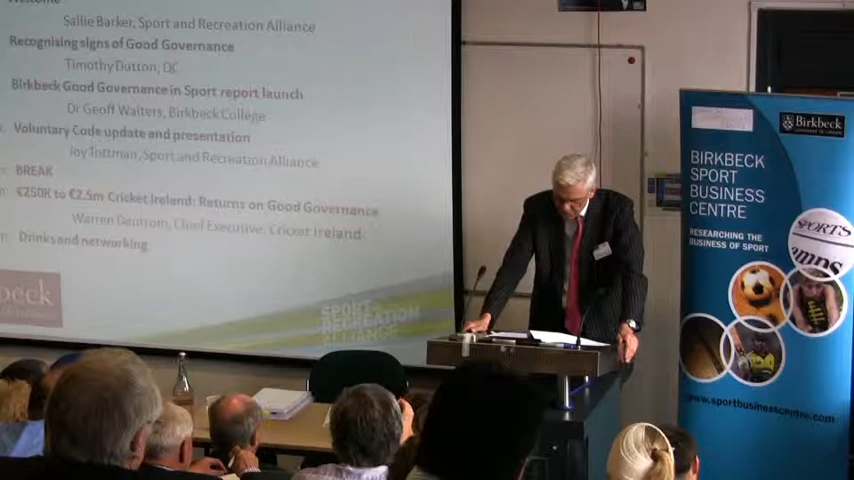 Welcome
Sallie Barker, Sport and Recreation Alliance
Recognising signs of Good Governance
Timothy Dutton, QC
Birkbeck Good Governance in Sport report launch
Dr Geoff Walters, Birkbeck College
Voluntary Code update and presentation
Joy Tottman, Sport and Recreation Alliance
BREAK
€250K to €2.5m Cricket Ireland: Returns on Good Governance
Warren Deutrom, Chief Executive, Cricket Ireland
Drinks and networking
beck
SPORT
RECREATION
ALLIANCE
Birkbeck
BIRKBECK
SPORT
BUSINESS
CENTRE
RESEARCHING THE
BUSINESS OF SPORT
SPORTS
www.sportbusinesscentre.com